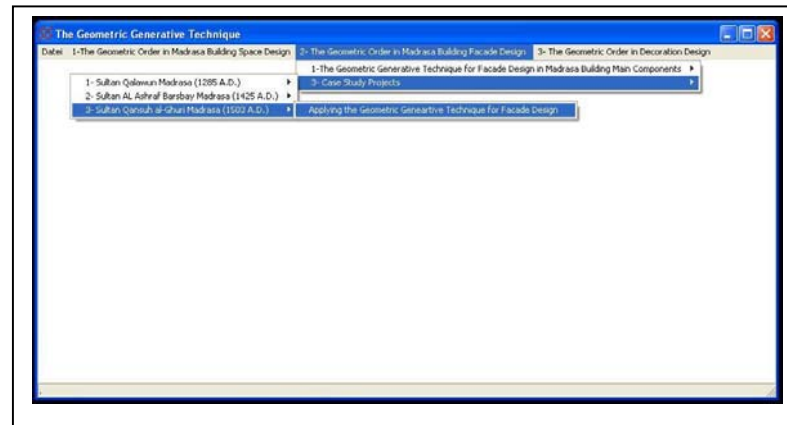 The Geometric Generative Technique
Datei 1-The Geometric Order in Madrasa Building Space Design 2- The Geometric Order in Madrasa Building Facade Design 3- The Geometric Order in Decoration Design
1-The Geometric Generative Technique for Facade Design in Madrasa Building Main Components
1- Sultan Qalawun Madrasa (1285 A.D.) 3- Case Study Projects
2- Sultan AL Ashraf Barsbay Madrasa (1425 A.D.)
3- Sultan Qansuh al-Ghuri Madrasa (1503 A.D.) Applying the Geometric Geneartive Technique for Facade Design